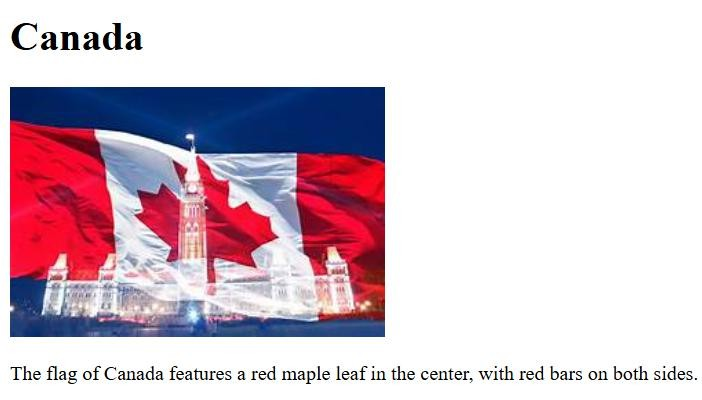 Canada
The flag of Canada features a red maple leaf in the center, with red bars on both sides.